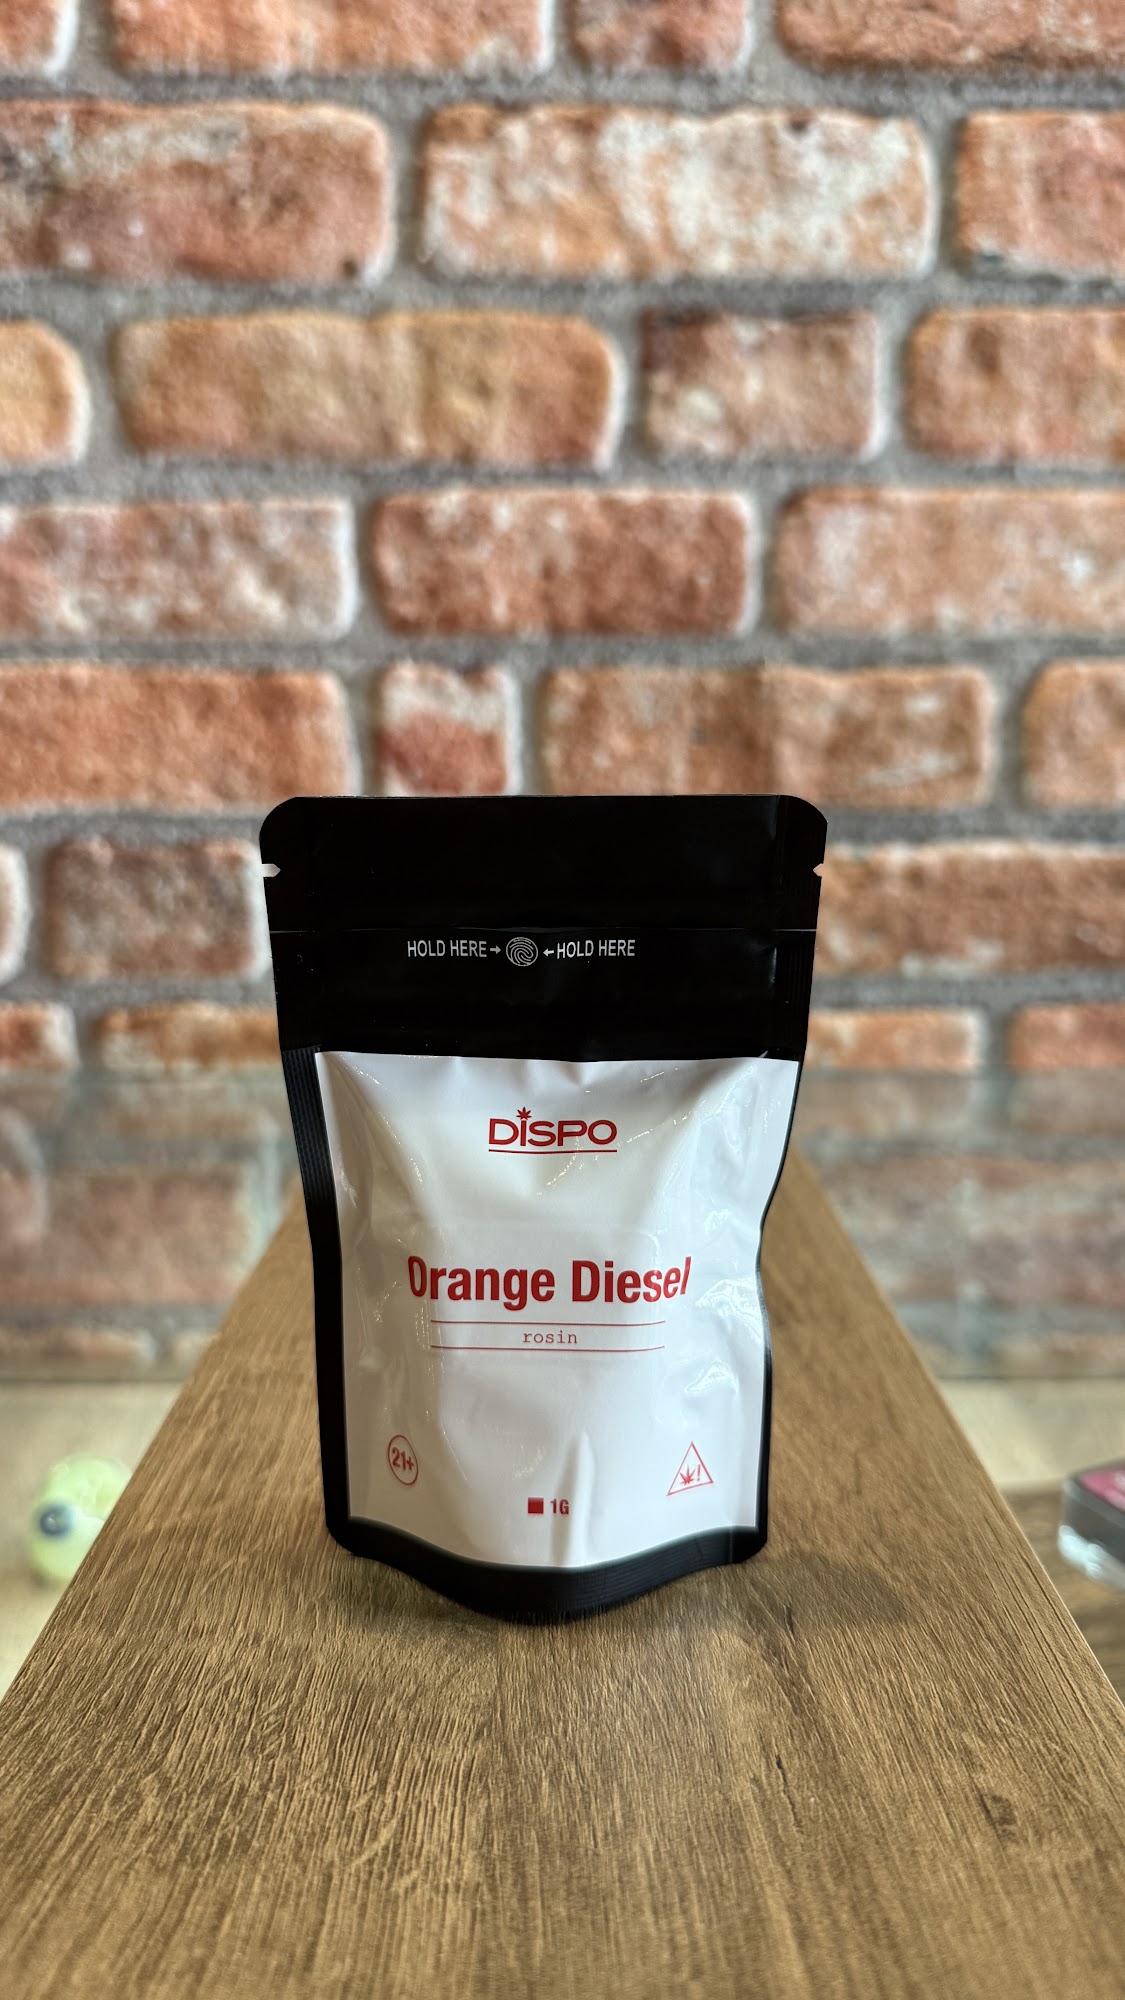 HOLD HERE → ← HOLD HERE
DISPO
Orange Diesel
rosin
21+
!
1G